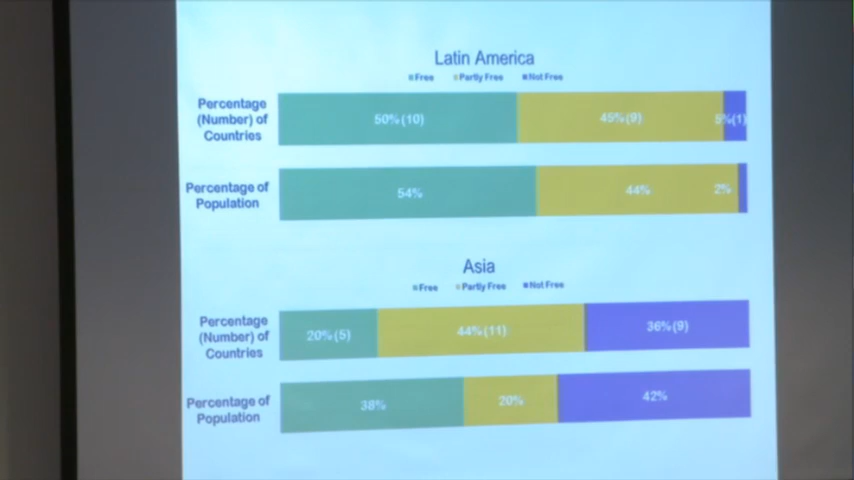 Latin America
Free Partly Free Not Free
Percentage
(Number) of
Countries
50% (10) 45% (9) 5% (1)
Percentage of
Population
54% 44% 2%
Asia
Free Partly Free Not Free
Percentage
(Number) of
Countries
20% (5) 44% (11) 36% (9)
Percentage of
Population
38% 20% 42%